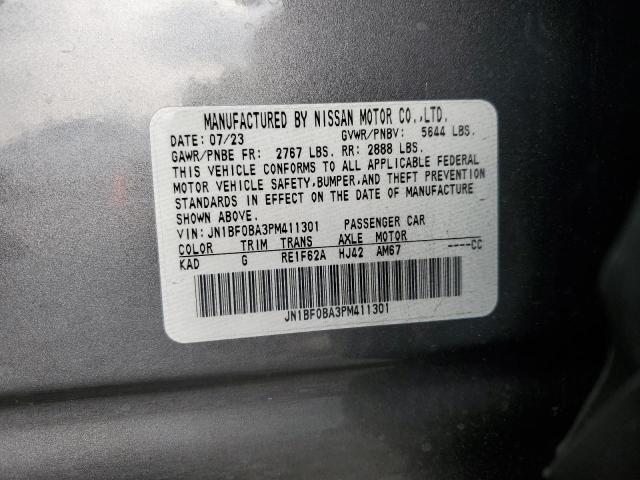 MANUFACTURED BY NISSAN MOTOR CO.,LTD.
DATE: 07/23 GVWR/PNBV: 5644 LBS.
GAWR/PNBE FR: 2767 LBS. RR: 2888 LBS.
THIS VEHICLE CONFORMS TO ALL APPLICABLE FEDERAL
MOTOR VEHICLE SAFETY,BUMPER,AND THEFT PREVENTION
STANDARDS IN EFFECT ON THE DATE OF MANUFACTURE
SHOWN ABOVE.
VIN: JN1BF0BA3PM411301 PASSENGER CAR
COLOR TRIM TRANS AXLE MOTOR
KAD G RE1F62A HJ42 AM67 ----CC
JN1BF0BA3PM411301